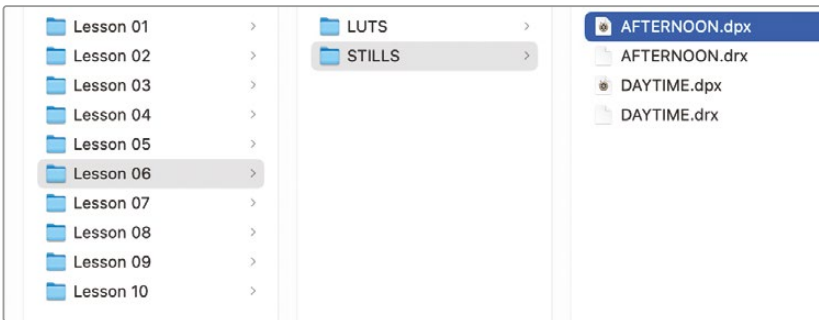 Lesson 01
Lesson 02
Lesson 03
Lesson 04
Lesson 05
Lesson 06
Lesson 07
Lesson 08
Lesson 09
Lesson 10
LUTS
STILLS
AFTERNOON.dpx
AFTERNOON.drx
DAYTIME.dpx
DAYTIME.drx